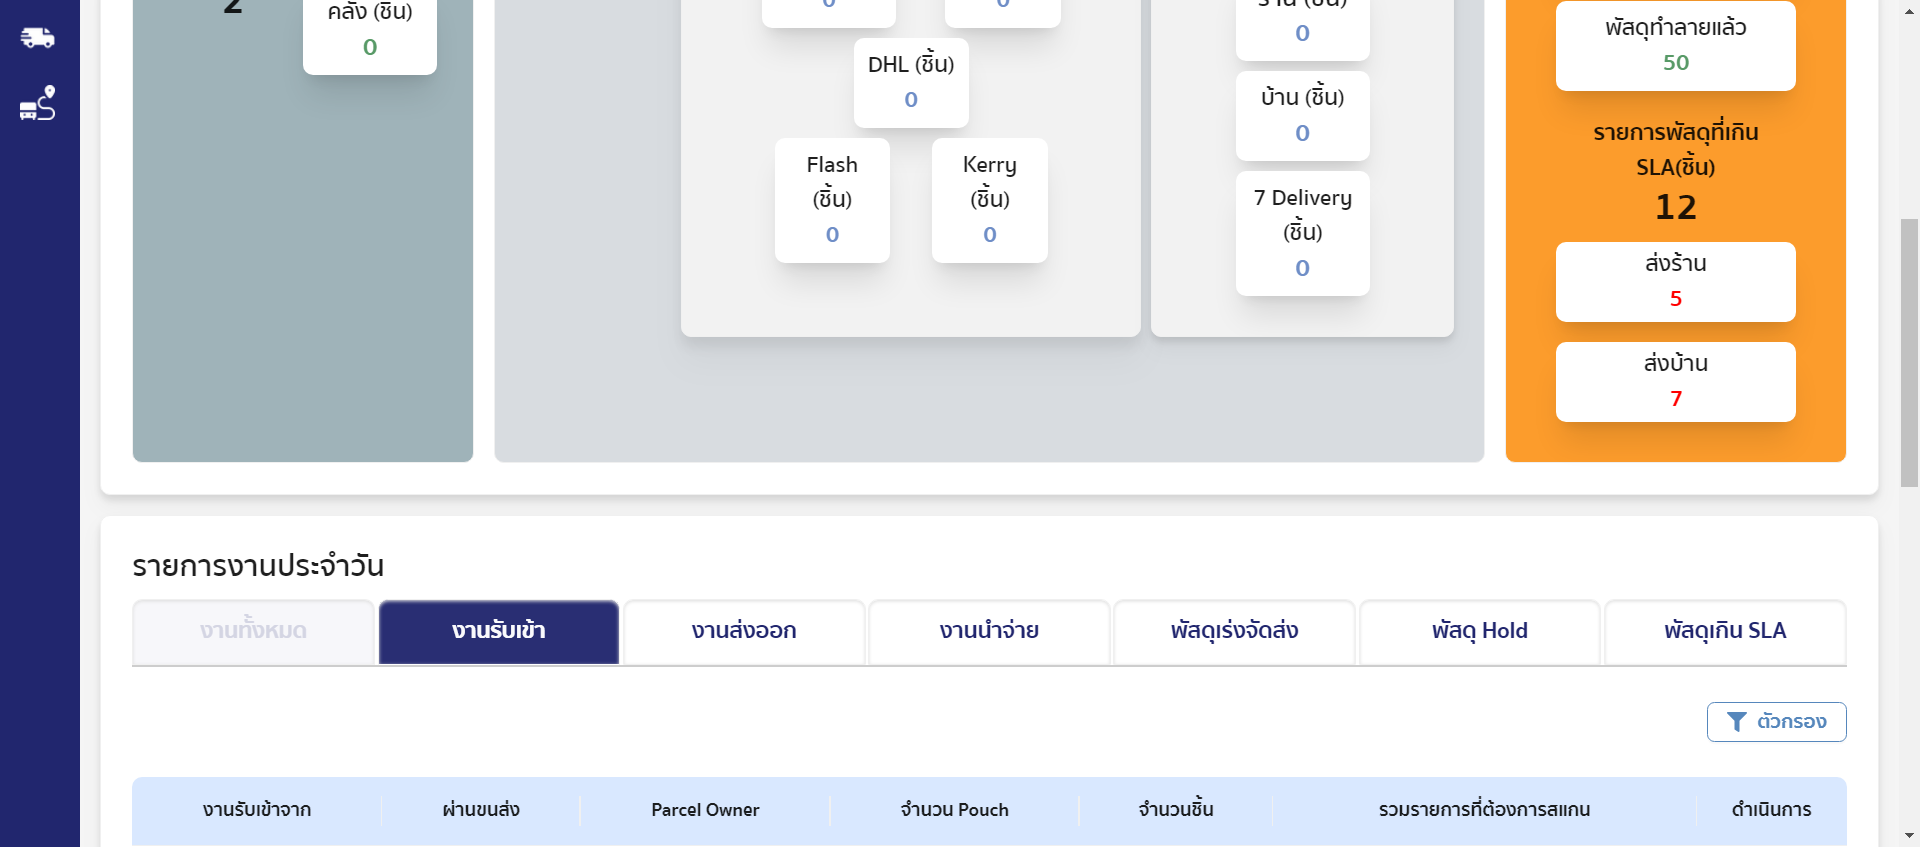 2
คลัง (ชิ้น)
0
0
0
DHL (ชิ้น)
0
Flash
(ชิ้น)
0
Kerry
(ชิ้น)
0
ร้าน (ชิ้น)
0
บ้าน (ชิ้น)
0
7 Delivery
(ชิ้น)
0
พัสดุทำลายแล้ว
50
รายการพัสดุที่เกิน
SLA(ชิ้น)
12
ส่งร้าน
5
ส่งบ้าน
7
รายการงานประจำวัน
งานทั้งหมด
งานรับเข้า
งานส่งออก
งานนำจ่าย
พัสดุเร่งจัดส่ง
พัสดุ Hold
พัสดุเกิน SLA
ตัวกรอง
งานรับเข้าจาก
ผ่านขนส่ง
Parcel Owner
จำนวน Pouch
จำนวนชิ้น
รวมรายการที่ต้องการสแกน
ดำเนินการ